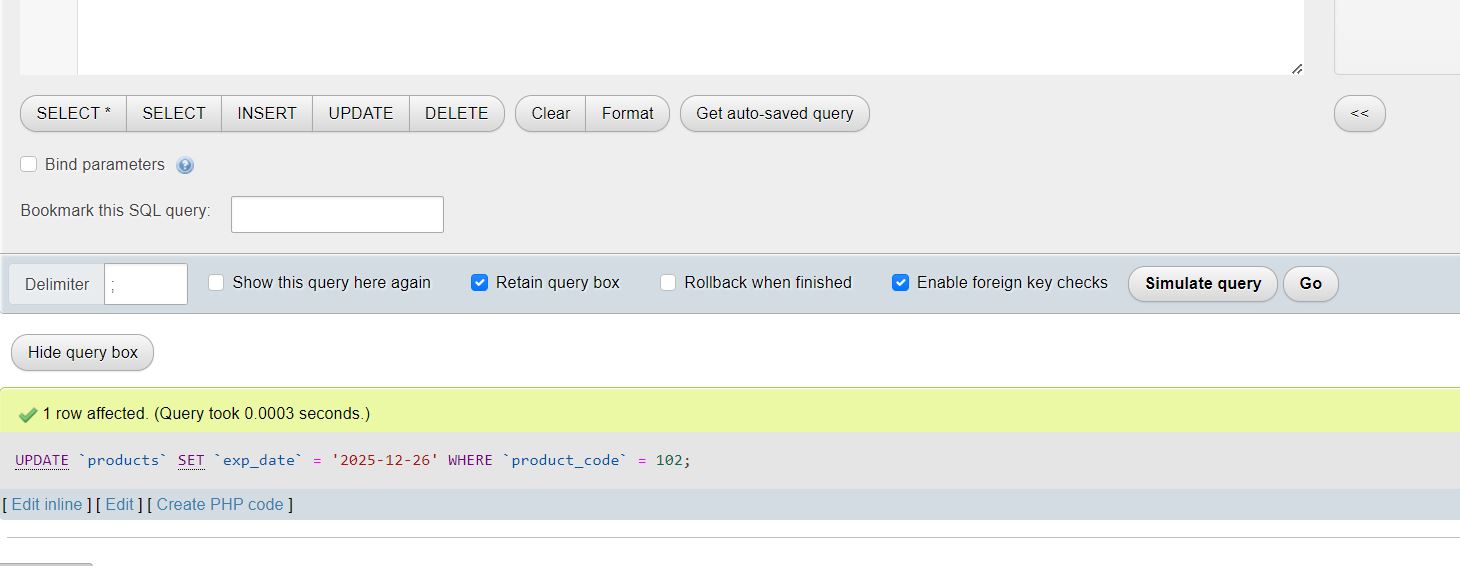 SELECT * SELECT INSERT UPDATE DELETE Clear Format Get auto-saved query <<
Bind parameters
Bookmark this SQL query:
Delimiter ; Show this query here again Retain query box Rollback when finished Enable foreign key checks Simulate query Go
Hide query box
1 row affected. (Query took 0.0003 seconds.)
UPDATE `products` SET `exp_date` = '2025-12-26' WHERE `product_code` = 102;
[ Edit inline ] [ Edit ] [ Create PHP code ]